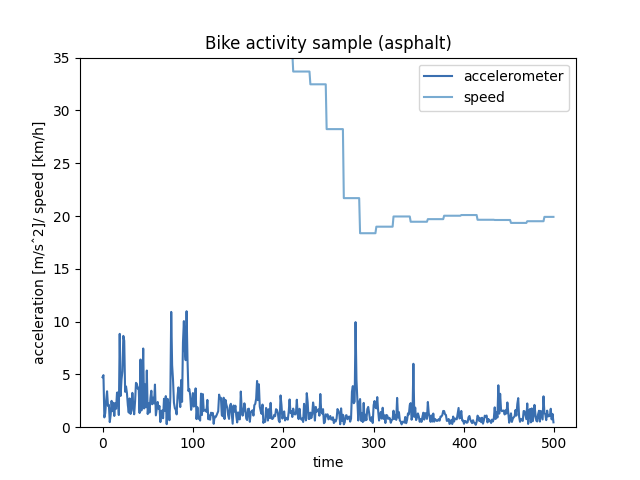 Bike activity sample (asphalt)
accelerometer
speed
35
30
25
20
15
10
5
0
acceleration [m/s^2]/ speed [km/h]
0 100 200 300 400 500
time